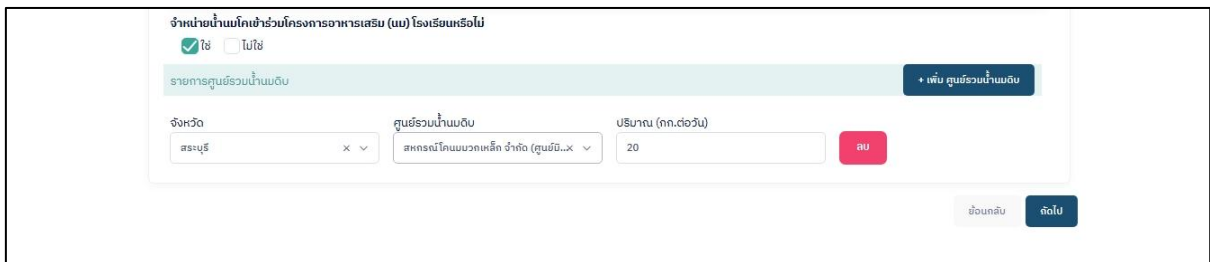 จำหน่ายน้ำนมโคเข้าร่วมโครงการอาหารเสริม (นม) โรงเรียนหรือไม่
ใช่ ไม่ใช่
รายการศูนย์รวมน้ำนมดิบ + เพิ่ม ศูนย์รวมน้ำนมดิบ
จังหวัด ศูนย์รวมน้ำนมดิบ ปริมาณ (กก.ต่อวัน)
สระบุรี สหกรณ์โคนมมวกเหล็ก จำกัด (ศูนย์มิ... 20 ลบ
ย้อนกลับ ถัดไป